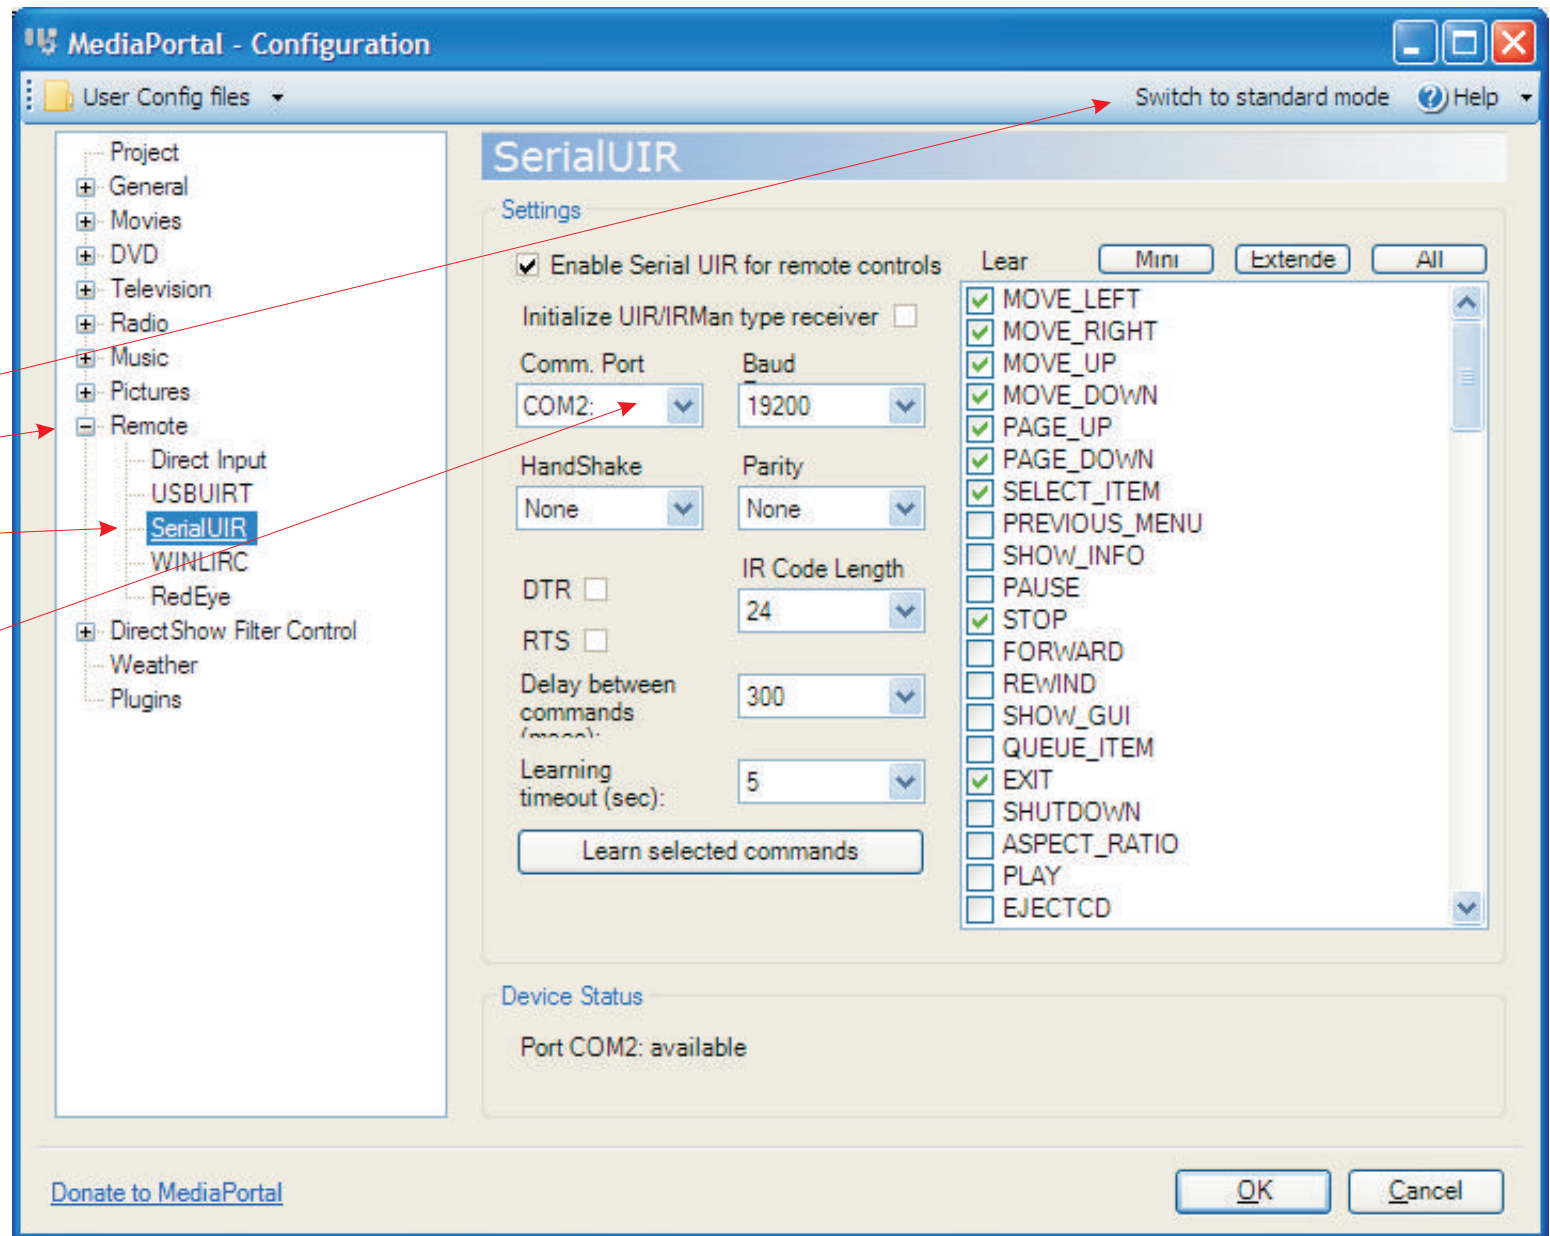 MediaPortal - Configuration
User Config files
Switch to standard mode
Help
Project
General
Movies
DVD
Television
Radio
Music
Pictures
Remote
Direct Input
USBUIRT
SerialUIR
WINLIRC
RedEye
DirectShow Filter Control
Weather
Plugins
SerialUIR
Settings
Enable Serial UIR for remote controls
Initialize UIR/IRMan type receiver
Comm. Port
Baud
COM2:
19200
HandShake
Parity
None
None
DTR
IR Code Length
24
RTS
Delay between
commands
300
Learning
timeout (sec):
5
Learn selected commands
Lear
Mini
Extende
All
MOVE_LEFT
MOVE_RIGHT
MOVE_UP
MOVE_DOWN
PAGE_UP
PAGE_DOWN
SELECT_ITEM
PREVIOUS_MENU
SHOW_INFO
PAUSE
STOP
FORWARD
REWIND
SHOW_GUI
QUEUE_ITEM
EXIT
SHUTDOWN
ASPECT_RATIO
PLAY
EJECTCD
Device Status
Port COM2: available
Donate to MediaPortal
OK
Cancel